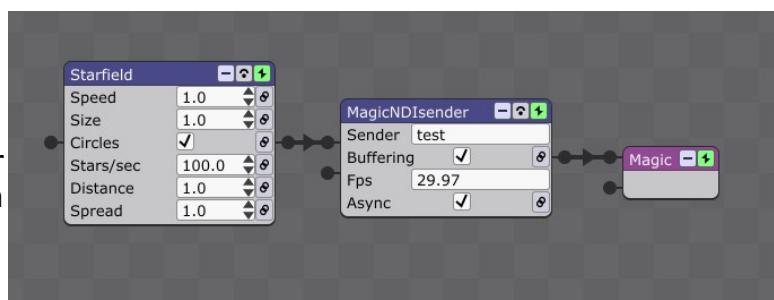 Starfield
Speed 1.0
Size 1.0
Circles
Stars/sec 100.0
Distance 1.0
Spread 1.0
MagicNDIsender
Sender test
Buffering
Fps 29.97
Async
Magic